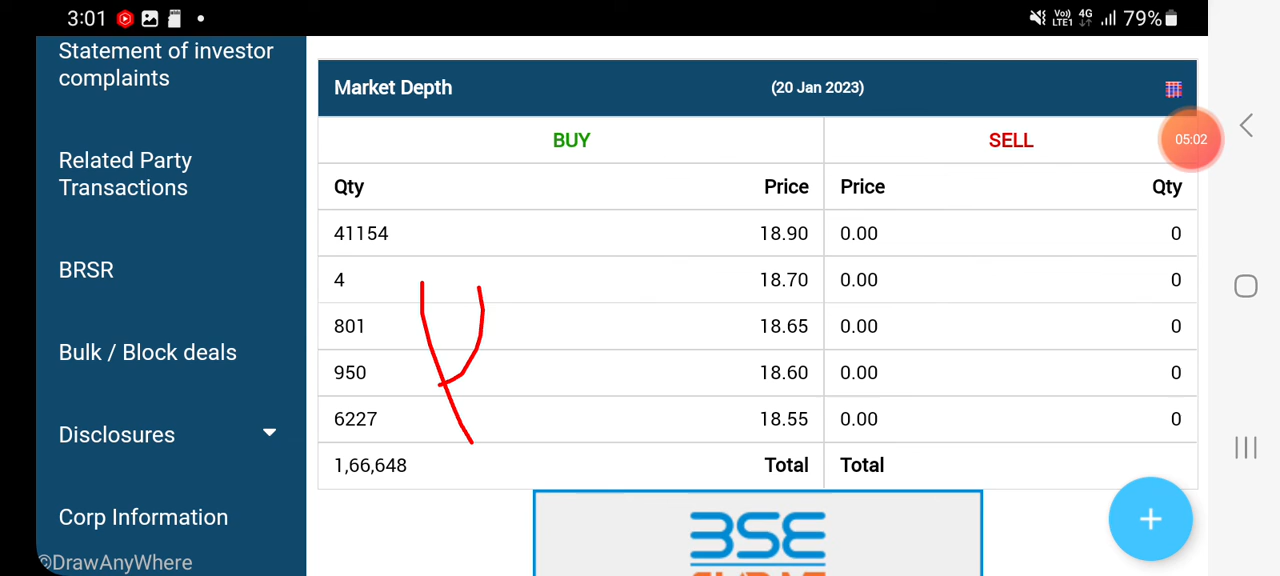 3:01 Vo) LTE1 4G 79%
Statement of investor
complaints
Related Party
Transactions
BRSR
Bulk / Block deals
Disclosures
Corp Information
©DrawAnyWhere
Market Depth (20 Jan 2023)
BUY SELL
Qty Price Price Qty
41154 18.90 0.00 0
4 18.70 0.00 0
801 18.65 0.00 0
950 18.60 0.00 0
6227 18.55 0.00 0
1,66,648 Total Total
BSE
05:02